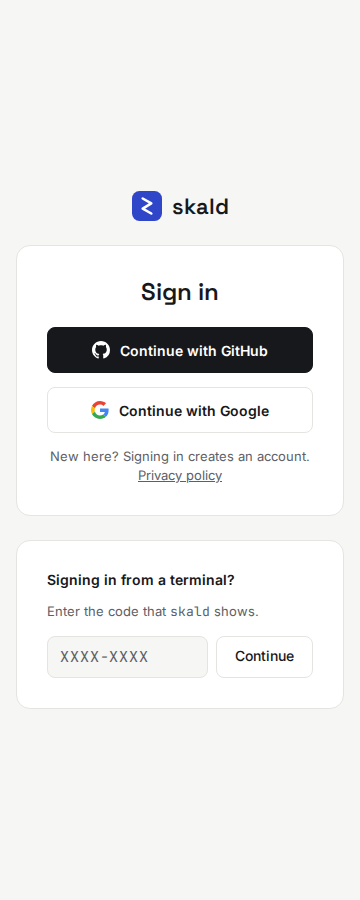 skald
Sign in
Continue with GitHub
Continue with Google
New here? Signing in creates an account.
Privacy policy
Signing in from a terminal?
Enter the code that skald shows.
XXXX-XXXX
Continue